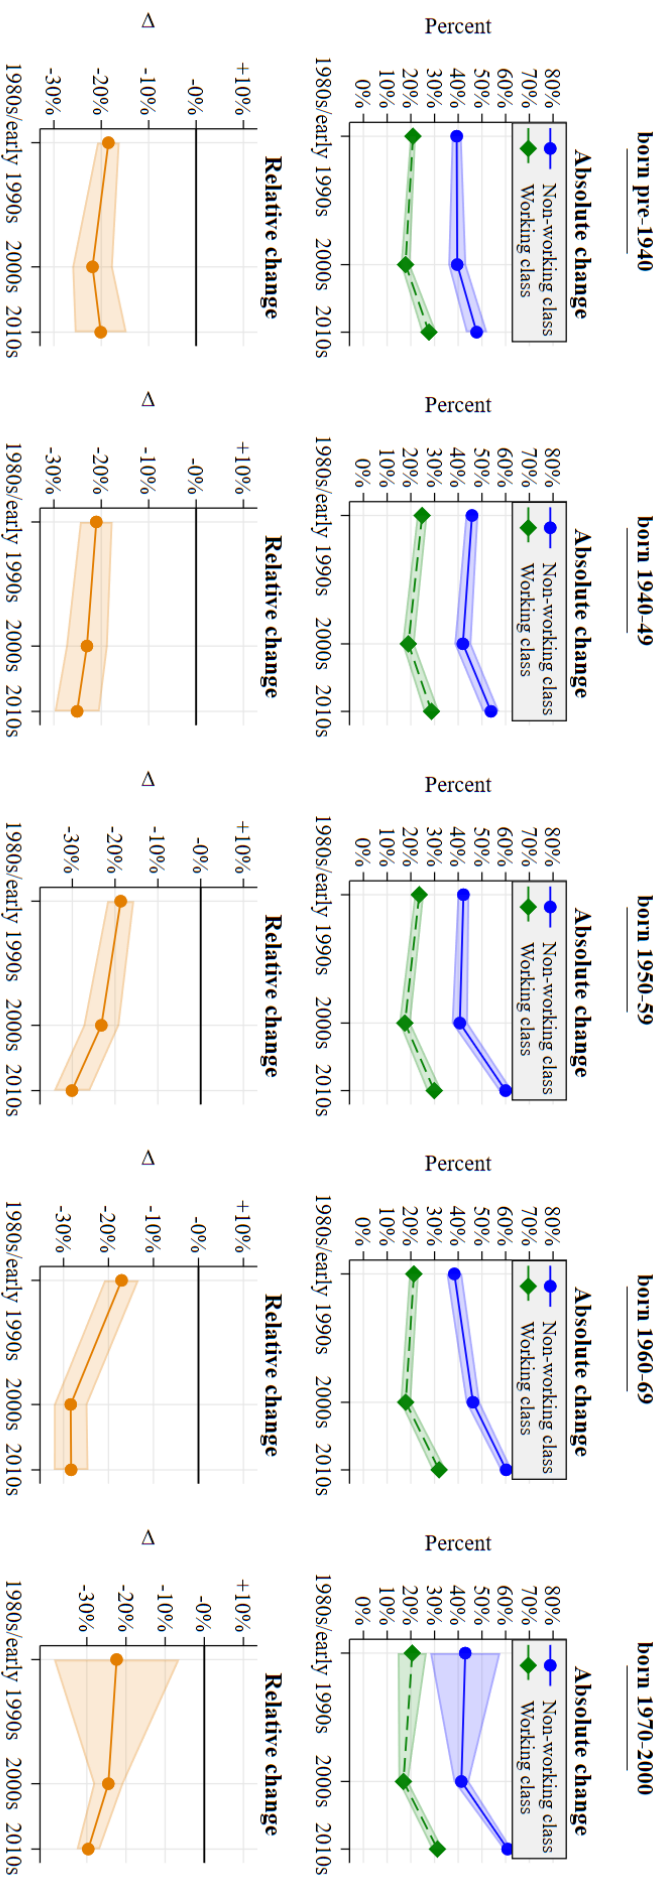 born pre-1940
Absolute change
Non-working class
Working class
80%
70%
60%
50%
40%
30%
20%
10%
0%
Percent
1980s/early 1990s 2000s 2010s
Relative change
+10%
-0%
-10%
-20%
-30%
Δ
1980s/early 1990s 2000s 2010s
born 1940-49
Absolute change
Non-working class
Working class
80%
70%
60%
50%
40%
30%
20%
10%
0%
Percent
1980s/early 1990s 2000s 2010s
Relative change
+10%
-0%
-10%
-20%
-30%
Δ
1980s/early 1990s 2000s 2010s
born 1950-59
Absolute change
Non-working class
Working class
80%
70%
60%
50%
40%
30%
20%
10%
0%
Percent
1980s/early 1990s 2000s 2010s
Relative change
+10%
-0%
-10%
-20%
-30%
Δ
1980s/early 1990s 2000s 2010s
born 1960-69
Absolute change
Non-working class
Working class
80%
70%
60%
50%
40%
30%
20%
10%
0%
Percent
1980s/early 1990s 2000s 2010s
Relative change
+10%
-0%
-10%
-20%
-30%
Δ
1980s/early 1990s 2000s 2010s
born 1970-2000
Absolute change
Non-working class
Working class
80%
70%
60%
50%
40%
30%
20%
10%
0%
Percent
1980s/early 1990s 2000s 2010s
Relative change
+10%
-0%
-10%
-20%
-30%
Δ
1980s/early 1990s 2000s 2010s